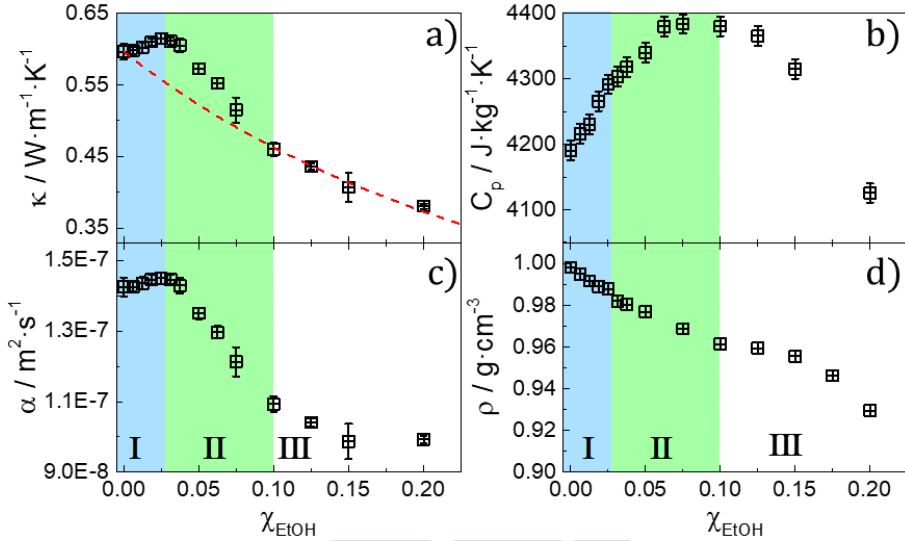 a)
0.65
0.55
0.45
0.35
κ / W·m⁻¹·K⁻¹
b)
4400
4300
4200
4100
C_p / J·kg⁻¹·K⁻¹
c)
1.5E-7
1.3E-7
1.1E-7
9.0E-8
α / m²·s⁻¹
I
II
III
0.00 0.05 0.10 0.15 0.20
χ_EtOH
d)
1.00
0.98
0.96
0.94
0.92
0.90
ρ / g·cm⁻³
I
II
III
0.00 0.05 0.10 0.15 0.20
χ_EtOH